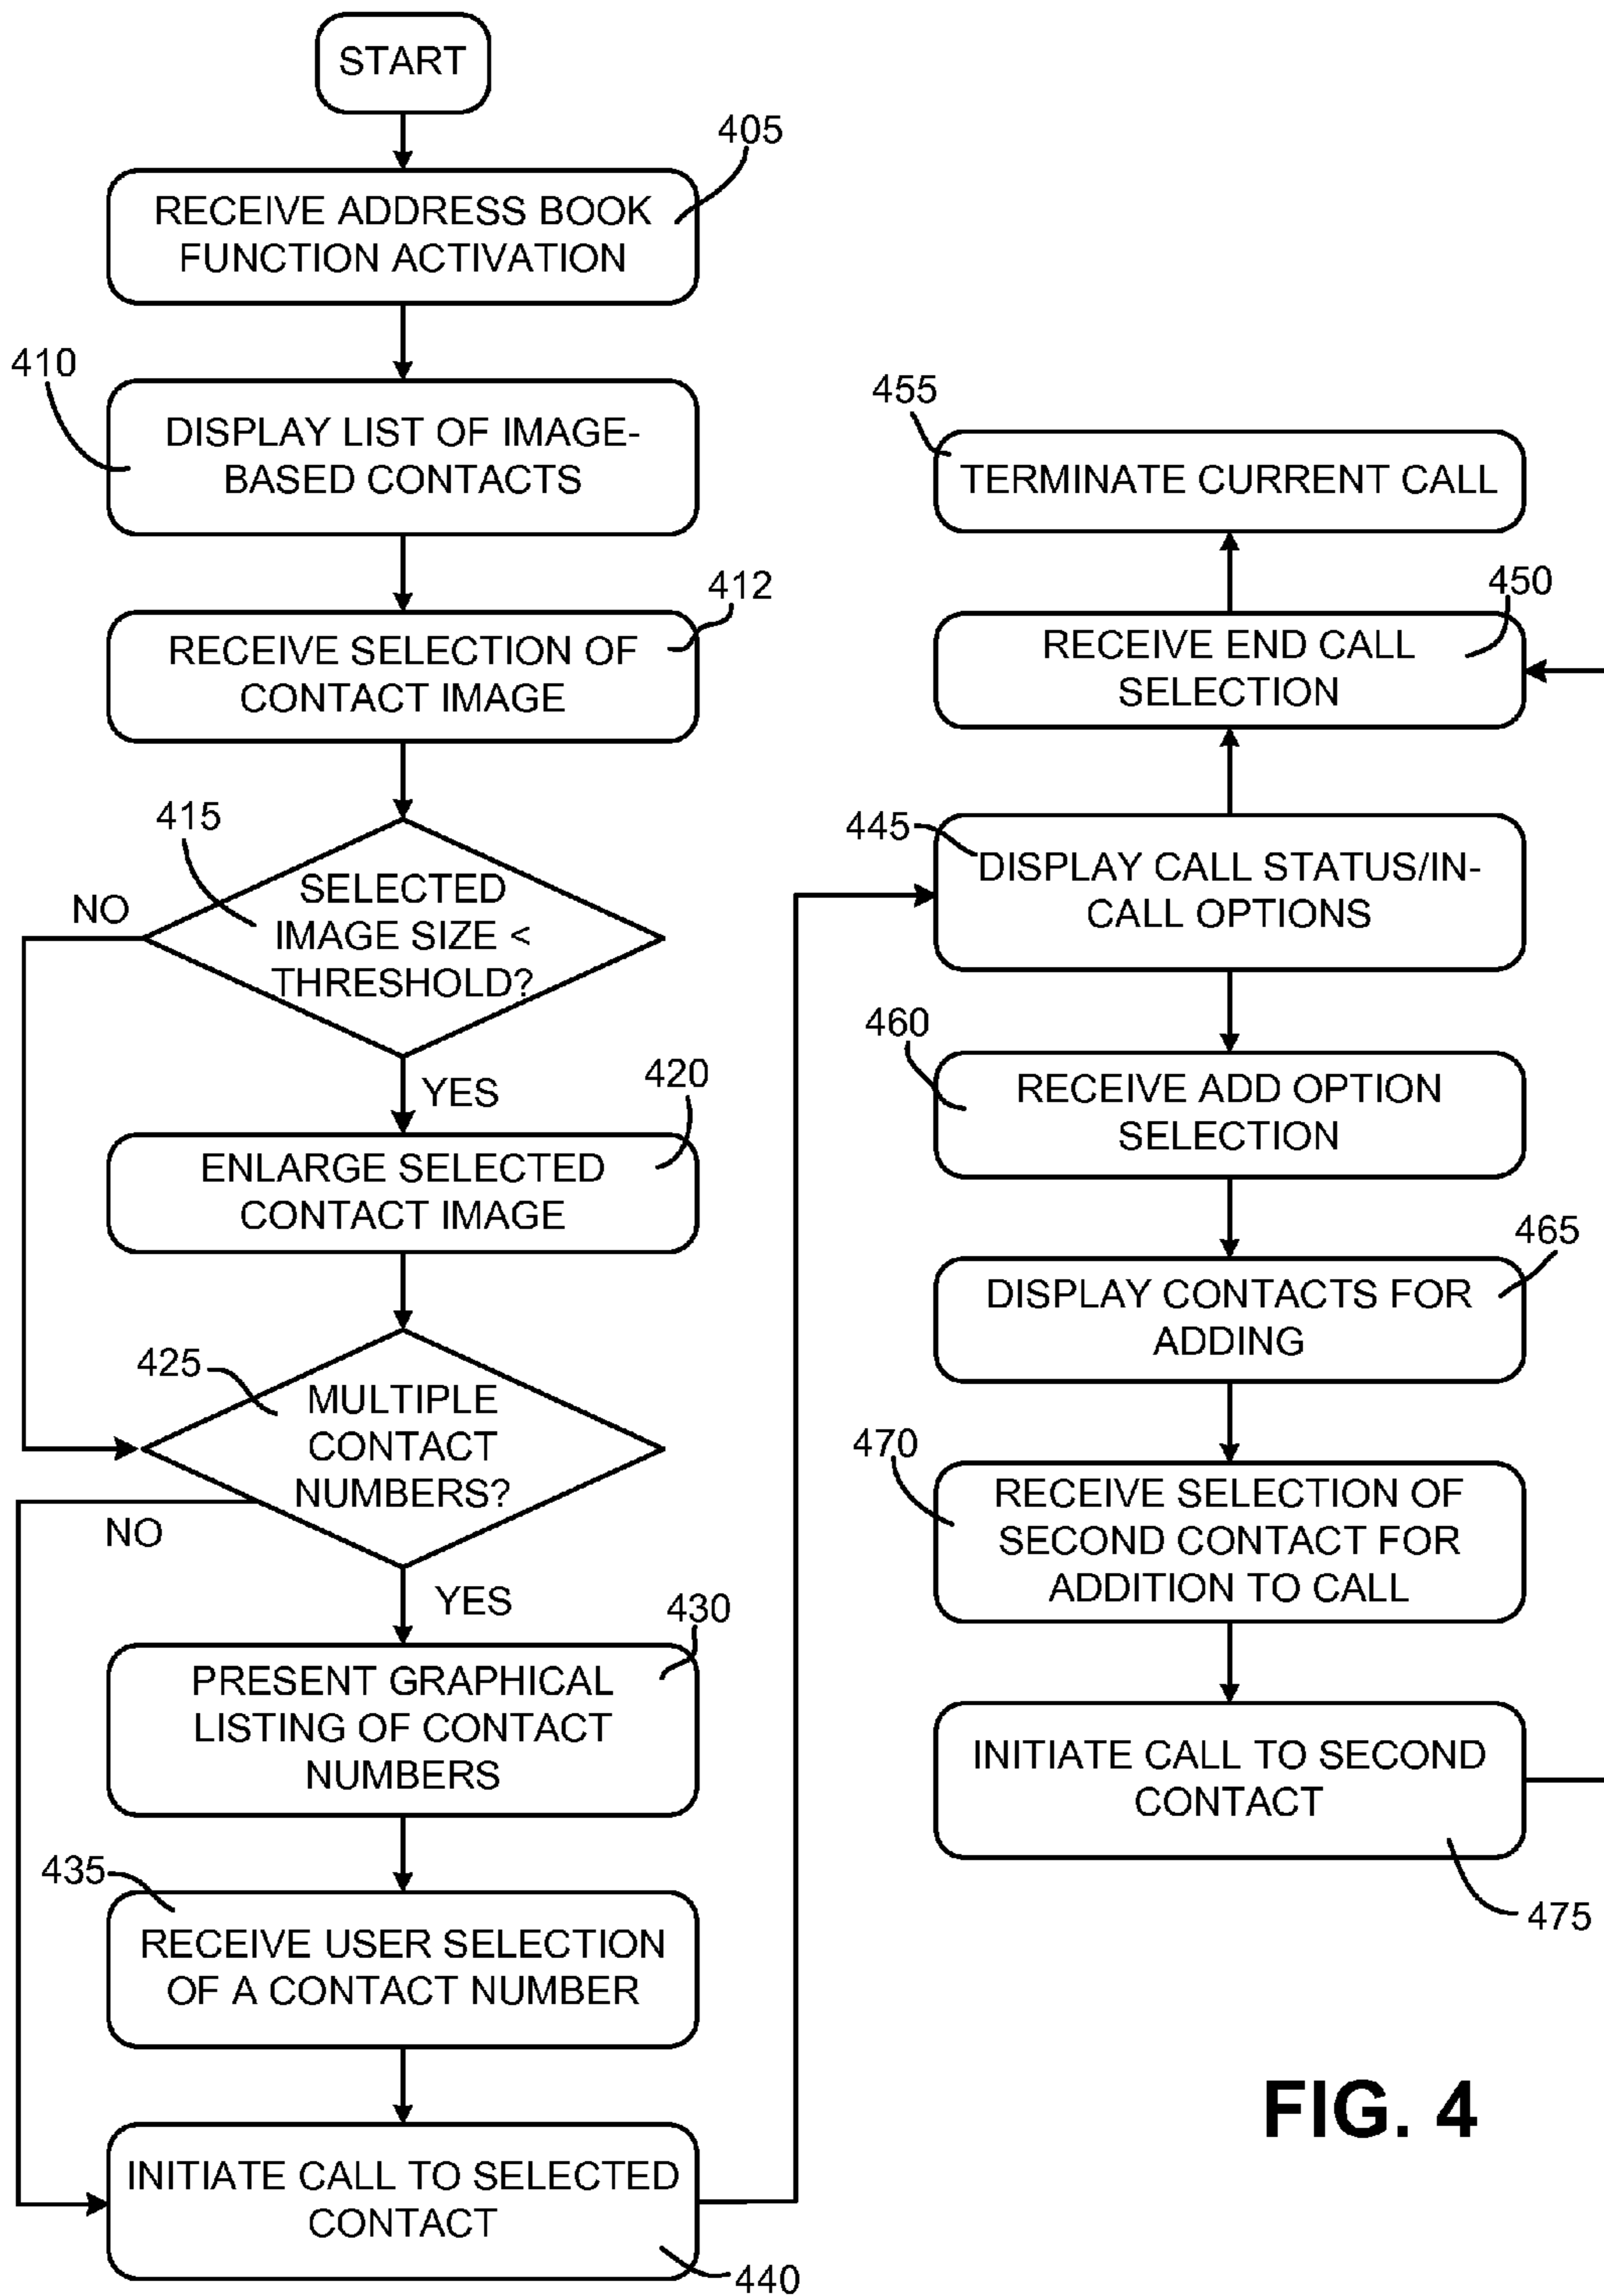 START
405
RECEIVE ADDRESS BOOK
FUNCTION ACTIVATION
410
DISPLAY LIST OF IMAGE-
BASED CONTACTS
412
RECEIVE SELECTION OF
CONTACT IMAGE
415
NO
SELECTED
IMAGE SIZE <
THRESHOLD?
YES
420
ENLARGE SELECTED
CONTACT IMAGE
425
MULTIPLE
CONTACT
NUMBERS?
NO
YES
430
PRESENT GRAPHICAL
LISTING OF CONTACT
NUMBERS
435
RECEIVE USER SELECTION
OF A CONTACT NUMBER
INITIATE CALL TO SELECTED
CONTACT
440
455
TERMINATE CURRENT CALL
450
RECEIVE END CALL
SELECTION
445
DISPLAY CALL STATUS/IN-
CALL OPTIONS
460
RECEIVE ADD OPTION
SELECTION
465
DISPLAY CONTACTS FOR
ADDING
470
RECEIVE SELECTION OF
SECOND CONTACT FOR
ADDITION TO CALL
INITIATE CALL TO SECOND
CONTACT
475
FIG. 4